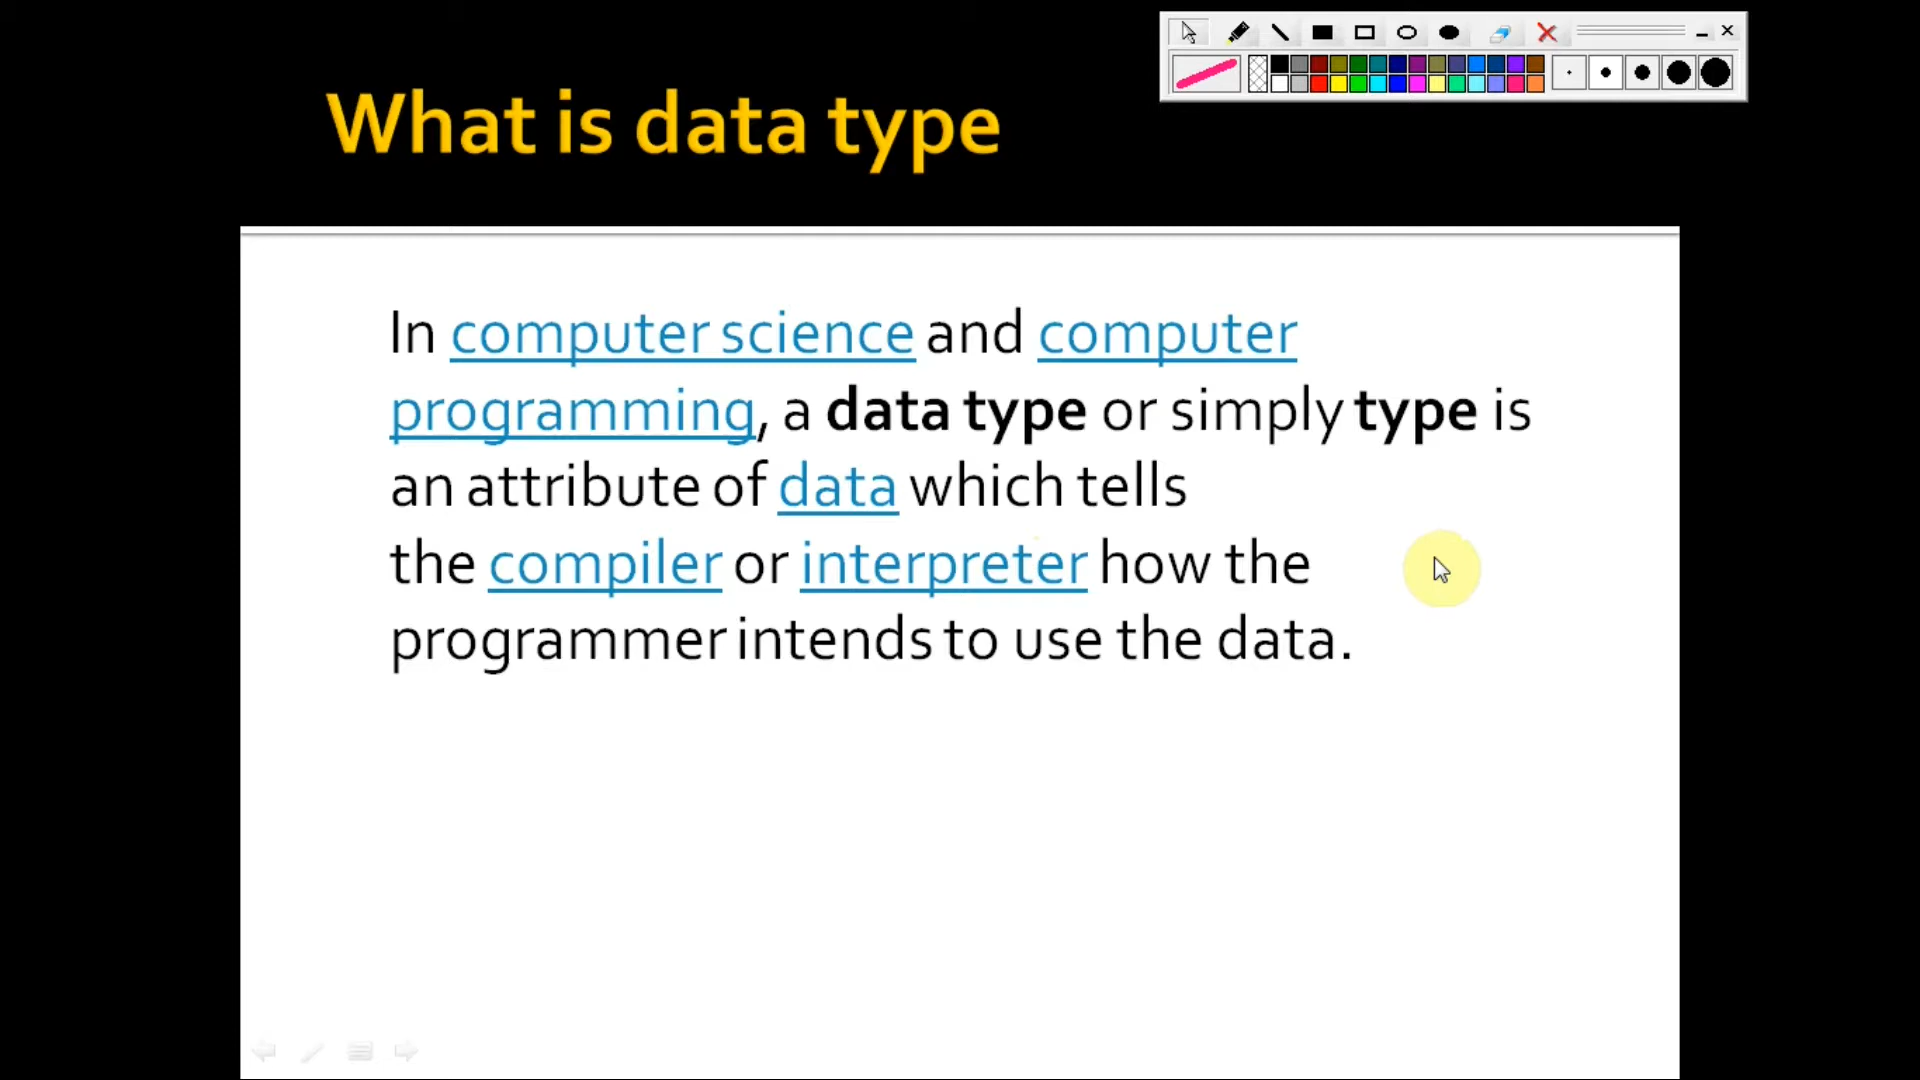 What is data type
In computer science and computer
programming, a data type or simply type is
an attribute of data which tells
the compiler or interpreter how the
programmer intends to use the data.